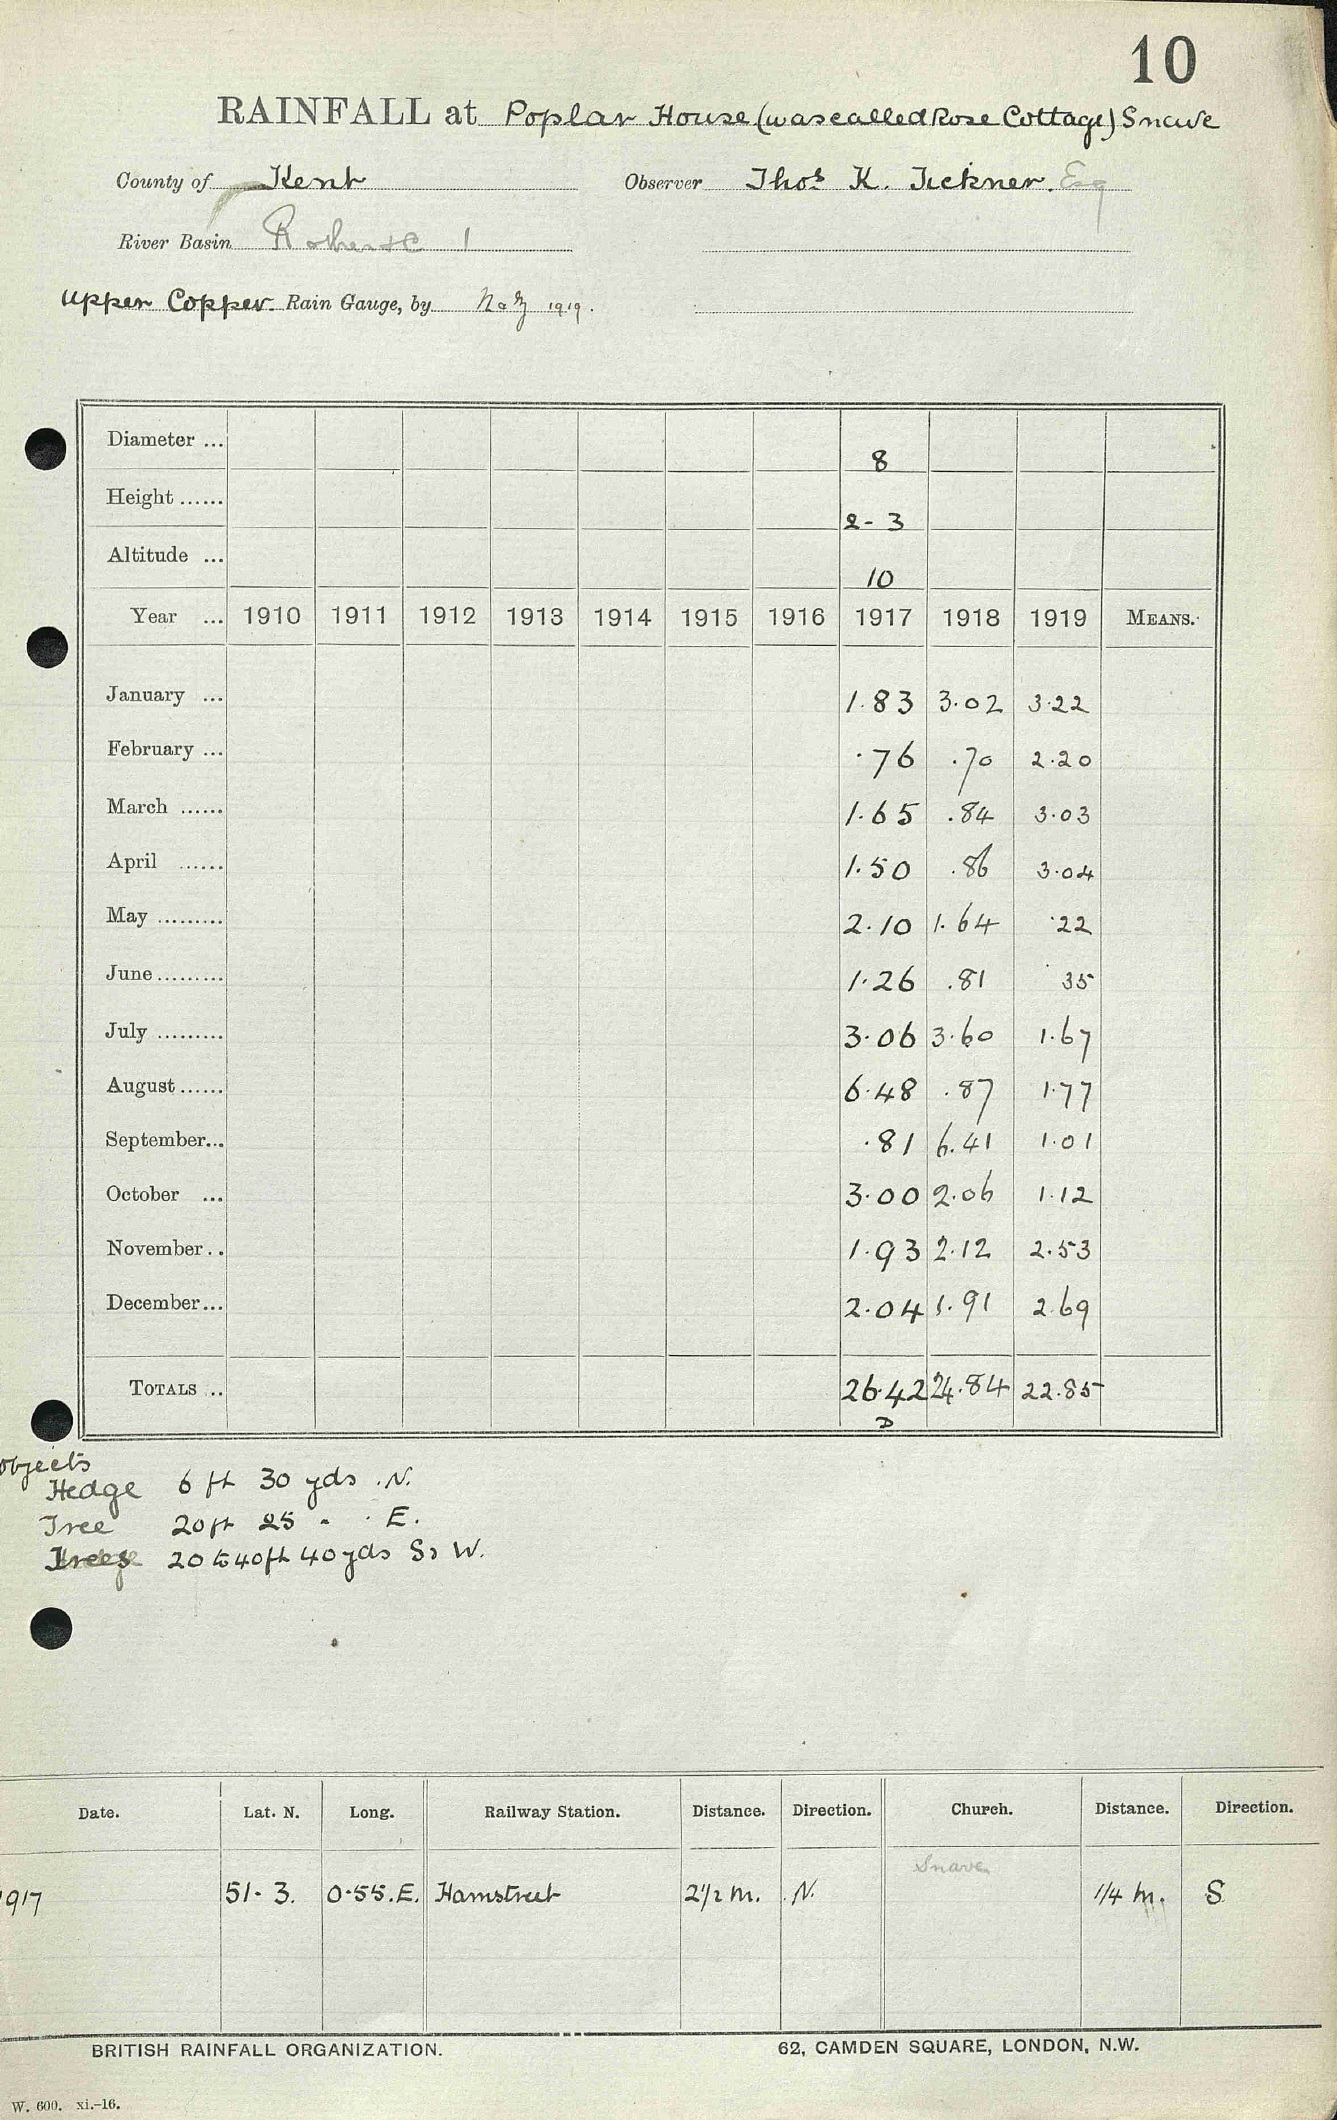 10
RAINFALL at Poplar House (was called Rose Cottage) Snave
County of Kent Observer Thos. K. Tickner. Esq
River Basin 1
Upper Copper Rain Gauge, by 1919.
Diameter ... 8
Height ...... 2-3
Altitude ... 10
Year ... 1910 1911 1912 1913 1914 1915 1916 1917 1918 1919 MEANS.
January ... 1.83 3.02 3.22
February ... .76 .70 2.20
March ...... 1.65 .84 3.03
April ...... 1.50 .86 3.04
May ......... 2.10 1.64 .22
June ......... 1.26 .81 .35
July ......... 3.06 3.60 1.67
August ...... 6.48 .87 1.77
September... .81 6.41 1.01
October ... 3.00 2.06 1.12
November .. 1.93 2.12 2.53
December ... 2.04 1.91 2.69
TOTALS .. 26.42 24.84 22.85
D
Objects
Hedge 6 ft 30 yds N.
Tree 20 ft 25 " E.
Trees 20 to 40 ft 40 yds S & W.
Date. Lat. N. Long. Railway Station. Distance. Direction. Church. Distance. Direction.
Snave
1917 51-3. 0-55.E. Hamstreet 2 1/2 m. N. 1/4 m. S
BRITISH RAINFALL ORGANIZATION. 62, CAMDEN SQUARE, LONDON, N.W.
W. 600. xi.-16.